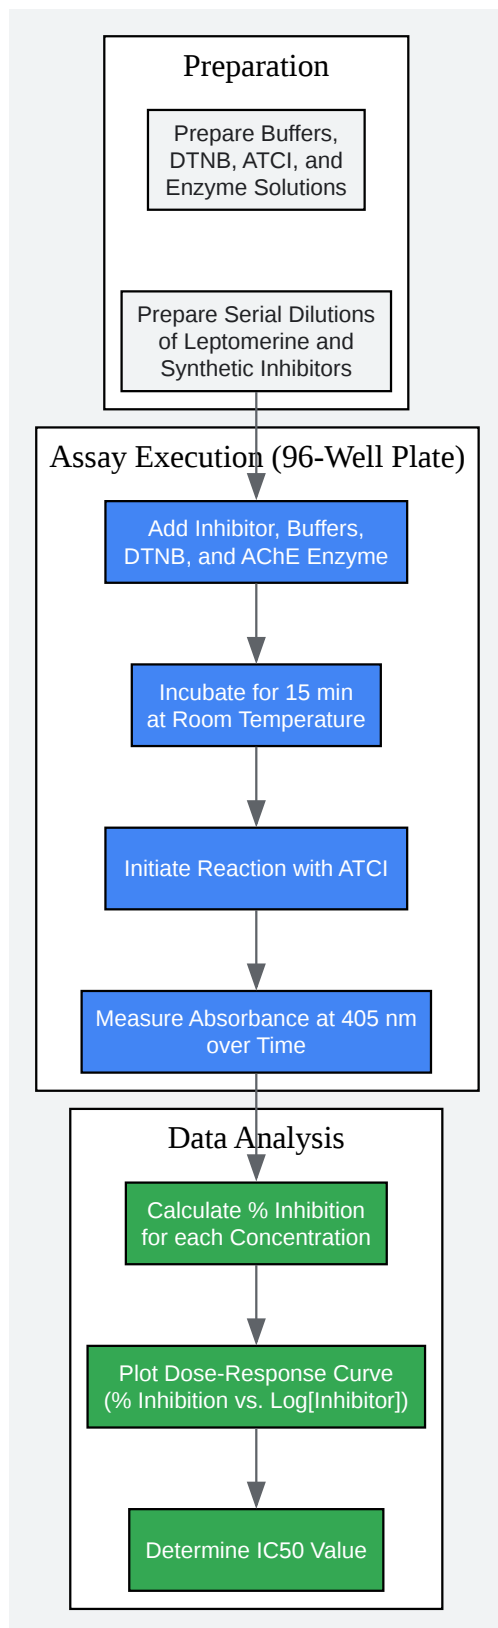 Preparation
Prepare Buffers,
DTNB, ATCI, and
Enzyme Solutions
Prepare Serial Dilutions
of Leptomerine and
Synthetic Inhibitors
Assay Execution (96-Well Plate)
Add Inhibitor, Buffers,
DTNB, and AChE Enzyme
Incubate for 15 min
at Room Temperature
Initiate Reaction with ATCI
Measure Absorbance at 405 nm
over Time
Data Analysis
Calculate % Inhibition
for each Concentration
Plot Dose-Response Curve
(% Inhibition vs. Log[Inhibitor])
Determine IC50 Value